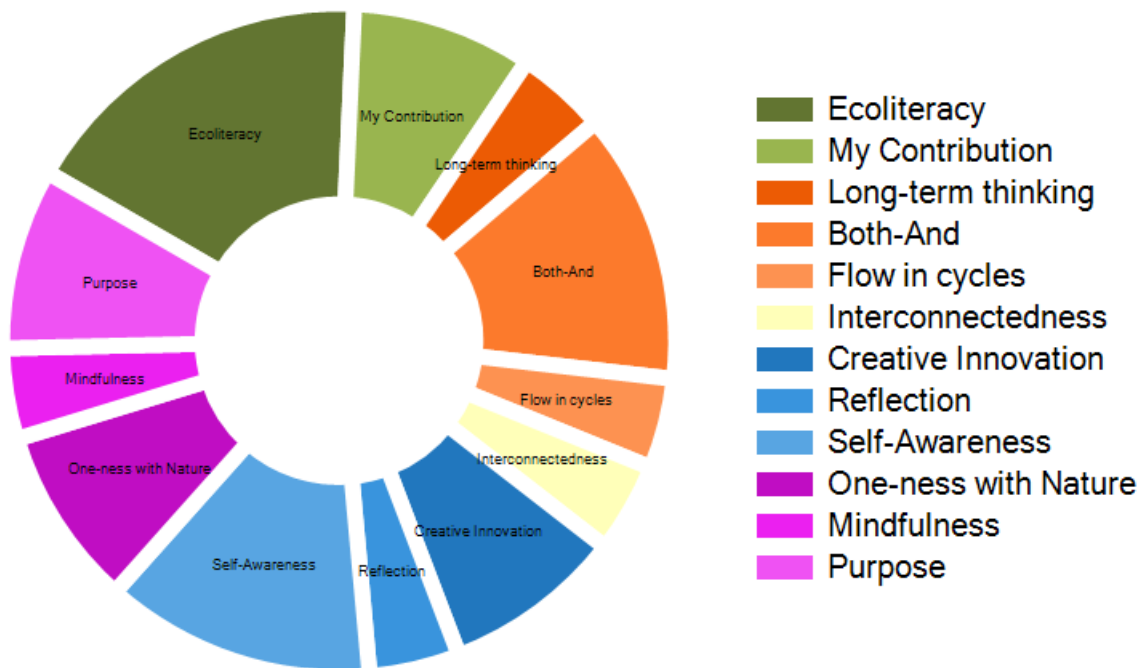 Ecoliteracy
My Contribution
Long-term thinking
Both-And
Flow in cycles
Interconnectedness
Creative Innovation
Reflection
Self-Awareness
One-ness with Nature
Mindfulness
Purpose
Ecoliteracy
My Contribution
Long-term thinking
Both-And
Flow in cycles
Interconnectedness
Creative Innovation
Reflection
Self-Awareness
One-ness with Nature
Mindfulness
Purpose